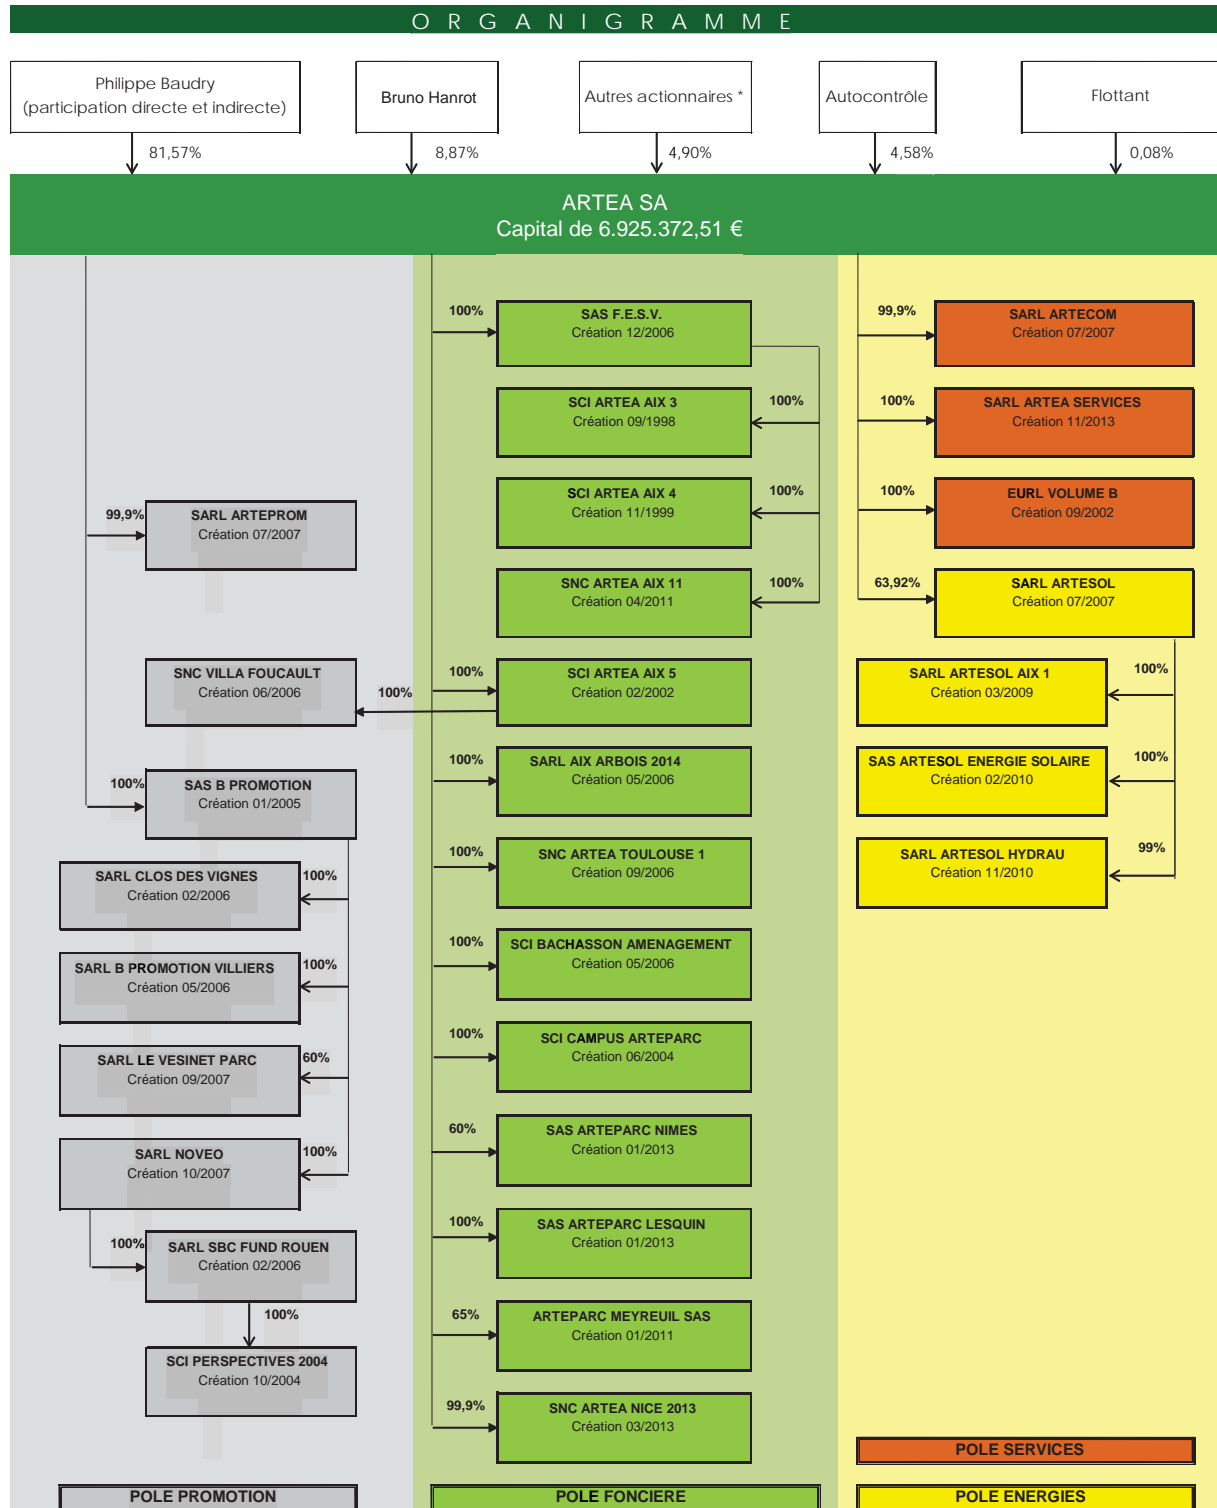 ORGANIGRAMME
Philippe Baudry
(participation directe et indirecte)
Bruno Hanrot
Autres actionnaires *
Autocontrôle
Flottant
81,57%
8,87%
4,90%
4,58%
0,08%
ARTEA SA
Capital de 6.925.372,51 €
100%
SAS F.E.S.V.
Création 12/2006
99,9%
SARL ARTECOM
Création 07/2007
SCI ARTEA AIX 3
Création 09/1998
100%
100%
SARL ARTEA SERVICES
Création 11/2013
99,9%
SARL ARTEPROM
Création 07/2007
SCI ARTEA AIX 4
Création 11/1999
100%
100%
EURL VOLUME B
Création 09/2002
SNC ARTEA AIX 11
Création 04/2011
100%
63,92%
SARL ARTESOL
Création 07/2007
SNC VILLA FOUCAULT
Création 06/2006
100%
100%
SCI ARTEA AIX 5
Création 02/2002
SARL ARTESOL AIX 1
Création 03/2009
100%
100%
SAS B PROMOTION
Création 01/2005
100%
SARL AIX ARBOIS 2014
Création 05/2006
SAS ARTESOL ENERGIE SOLAIRE
Création 02/2010
100%
SARL CLOS DES VIGNES
Création 02/2006
100%
100%
SNC ARTEA TOULOUSE 1
Création 09/2006
SARL ARTESOL HYDRAU
Création 11/2010
99%
SARL B PROMOTION VILLIERS
Création 05/2006
100%
100%
SCI BACHASSON AMENAGEMENT
Création 05/2006
SARL LE VESINET PARC
Création 09/2007
60%
100%
SCI CAMPUS ARTEPARC
Création 06/2004
SARL NOVEO
Création 10/2007
100%
60%
SAS ARTEPARC NIMES
Création 01/2013
100%
SARL SBC FUND ROUEN
Création 02/2006
100%
SAS ARTEPARC LESQUIN
Création 01/2013
100%
SCI PERSPECTIVES 2004
Création 10/2004
65%
ARTEPARC MEYREUIL SAS
Création 01/2011
99,9%
SNC ARTEA NICE 2013
Création 03/2013
POLE SERVICES
POLE PROMOTION
POLE FONCIERE
POLE ENERGIES